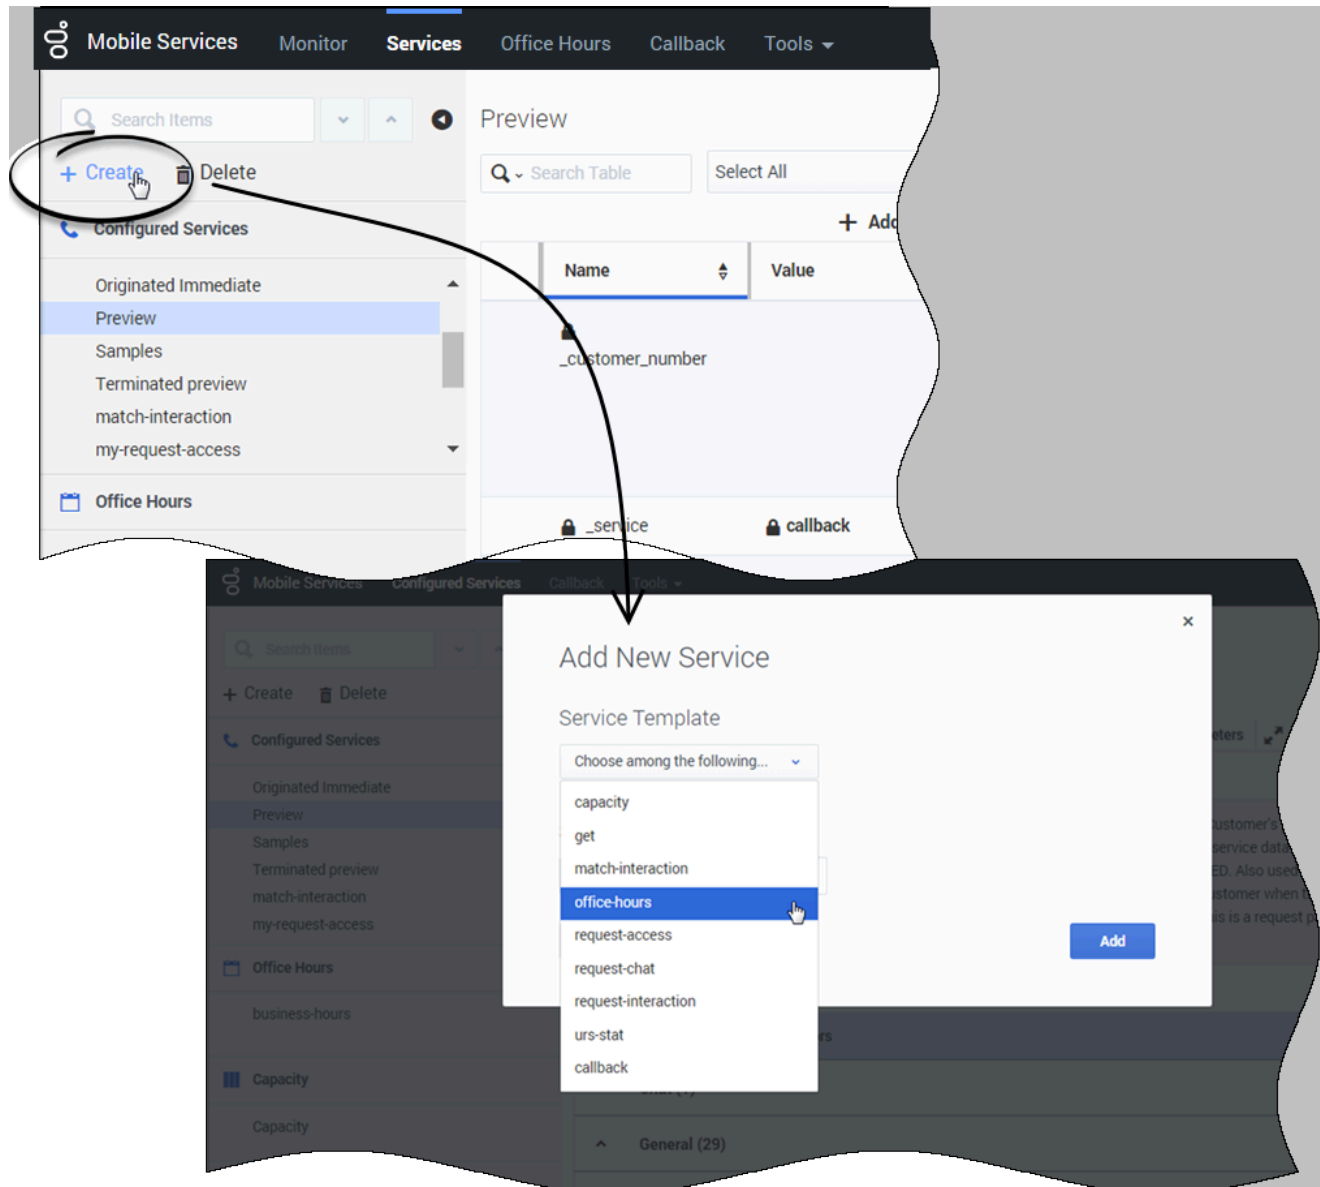 Mobile Services Monitor Services Office Hours Callback Tools
Search Items
Create Delete
Configured Services
Originated Immediate
Preview
Samples
Terminated preview
match-interaction
my-request-access
Office Hours
Preview
Search Table Select All
+ Add
Name Value
_customer_number
_service callback
Mobile Services Configured Services Callback Tools
Search Items
+ Create Delete
Configured Services
Originated Immediate
Preview
Samples
Terminated preview
match-interaction
my-request-access
Office Hours
business-hours
Capacity
Capacity
×
Add New Service
Service Template
Choose among the following...
capacity
get
match-interaction
office-hours
request-access
request-chat
request-interaction
urs-stat
callback
Add
General (29)